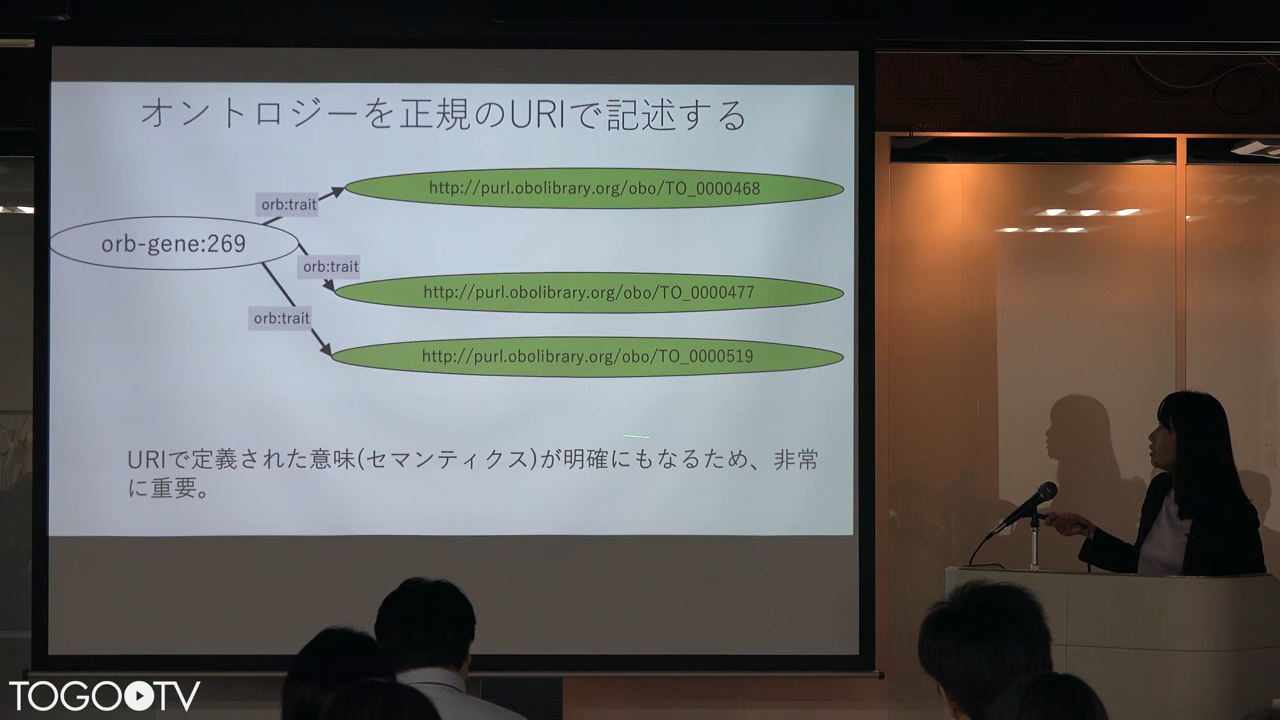 オントロジーを正規のURIで記述する
orb:trait
http://purl.obolibrary.org/obo/TO_0000468
orb-gene:269
orb:trait
http://purl.obolibrary.org/obo/TO_0000477
orb:trait
http://purl.obolibrary.org/obo/TO_0000519
URIで定義された意味(セマンティクス)が明確にもなるため、非常
に重要。
TOGOTV